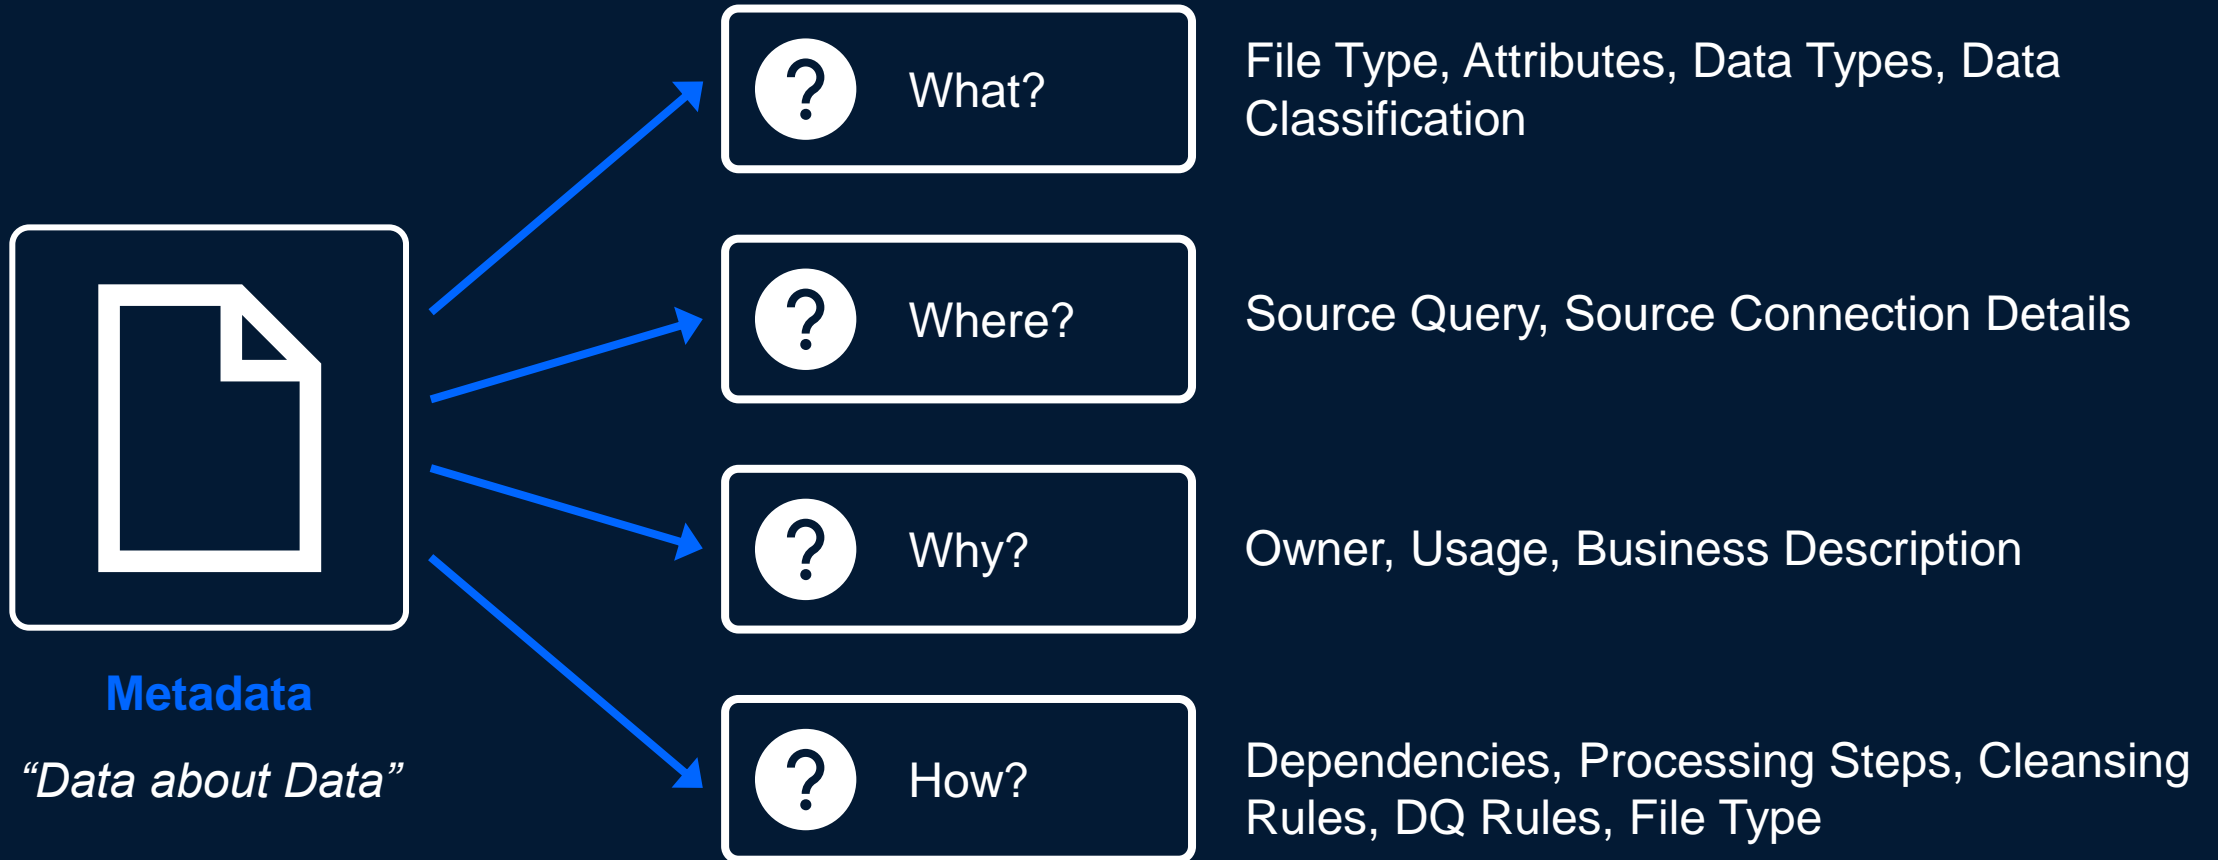 What?
File Type, Attributes, Data Types, Data
Classification
Where?
Source Query, Source Connection Details
Why?
Owner, Usage, Business Description
How?
Dependencies, Processing Steps, Cleansing
Rules, DQ Rules, File Type
Metadata
“Data about Data”